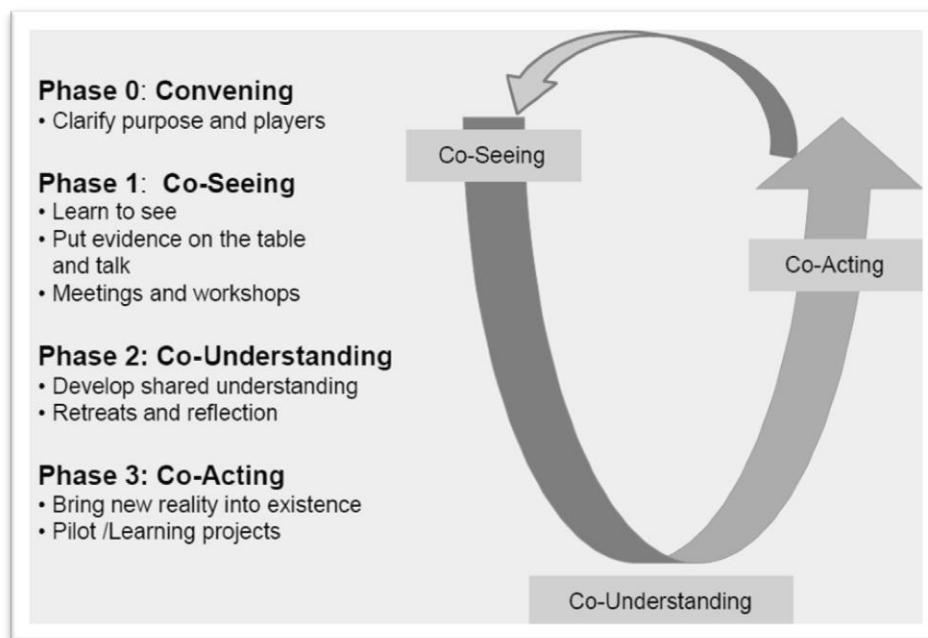 Phase 0: Convening
• Clarify purpose and players
Phase 1: Co-Seeing
• Learn to see
• Put evidence on the table
and talk
• Meetings and workshops
Phase 2: Co-Understanding
• Develop shared understanding
• Retreats and reflection
Phase 3: Co-Acting
• Bring new reality into existence
• Pilot /Learning projects
Co-Seeing
Co-Acting
Co-Understanding